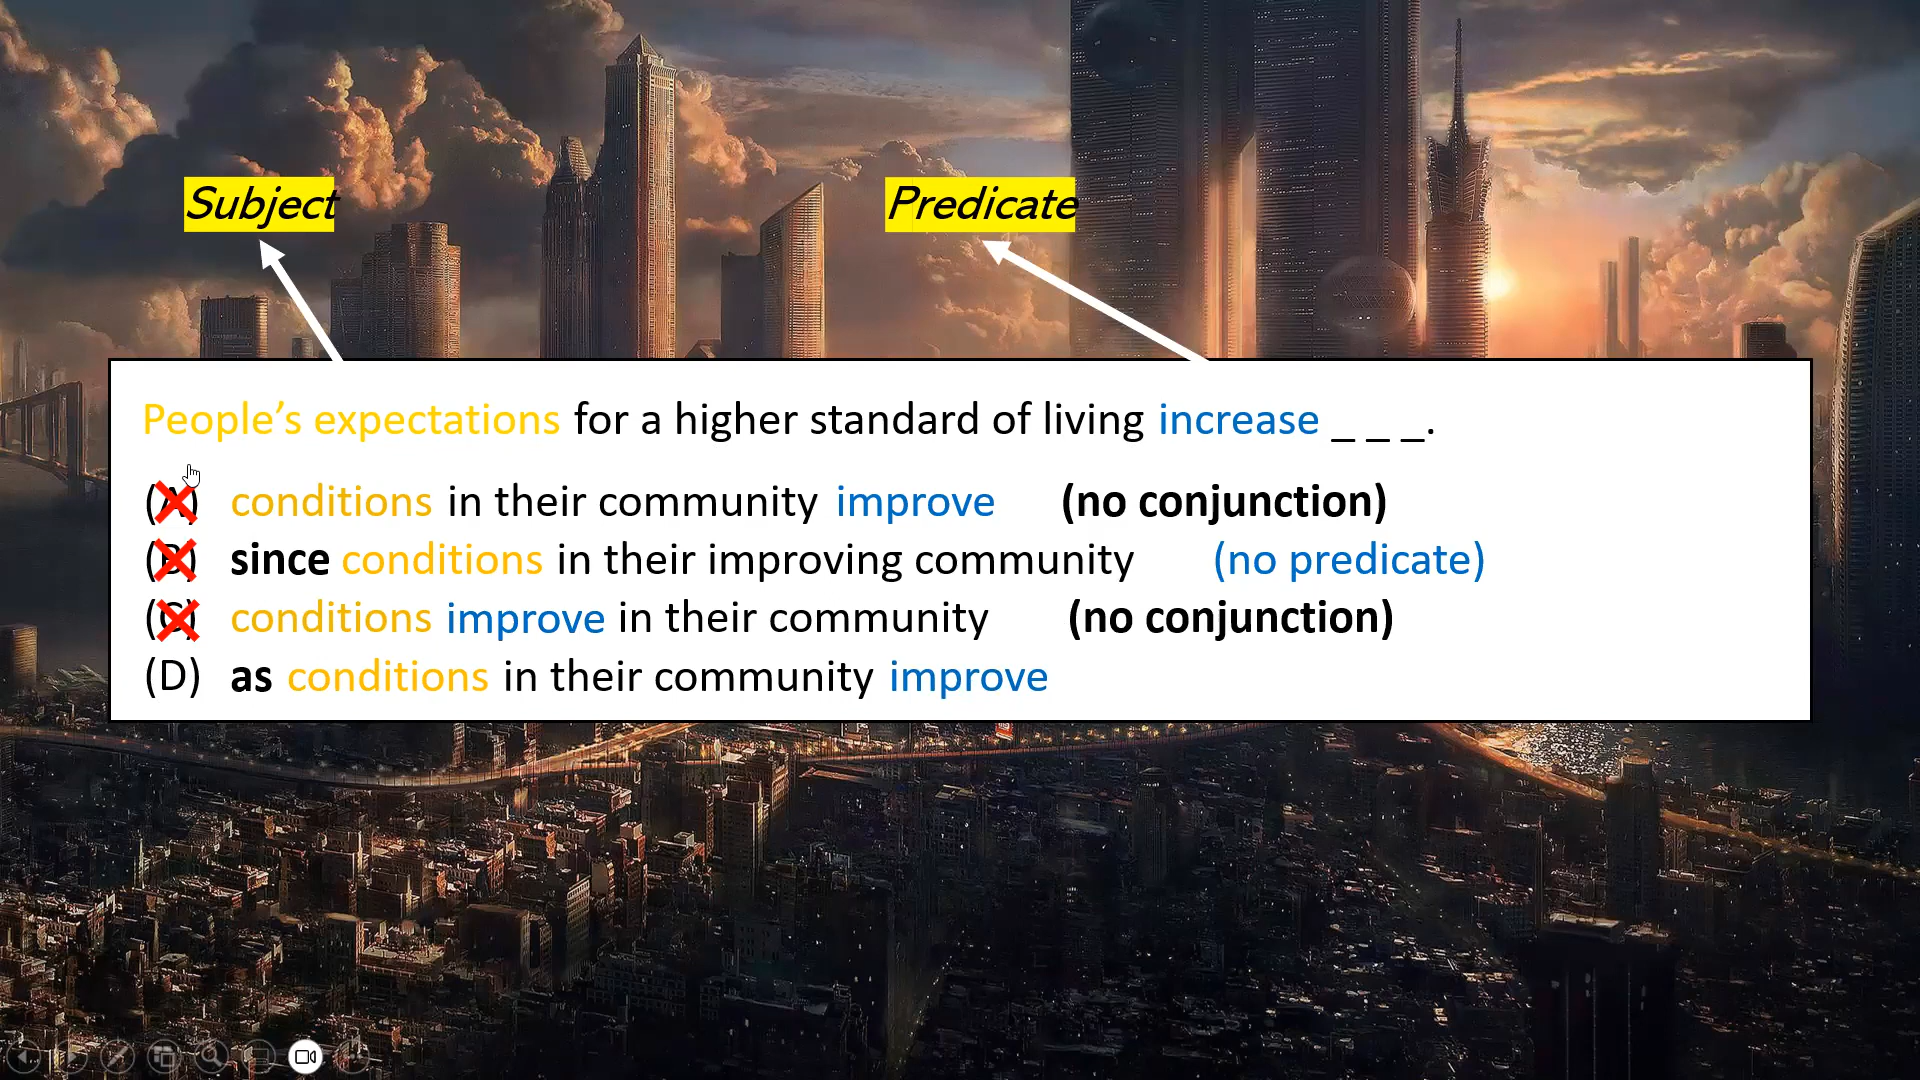 Subject
Predicate
People’s expectations for a higher standard of living increase _ _ _.
(A) conditions in their community improve (no conjunction)
(B) since conditions in their improving community (no predicate)
(C) conditions improve in their community (no conjunction)
(D) as conditions in their community improve